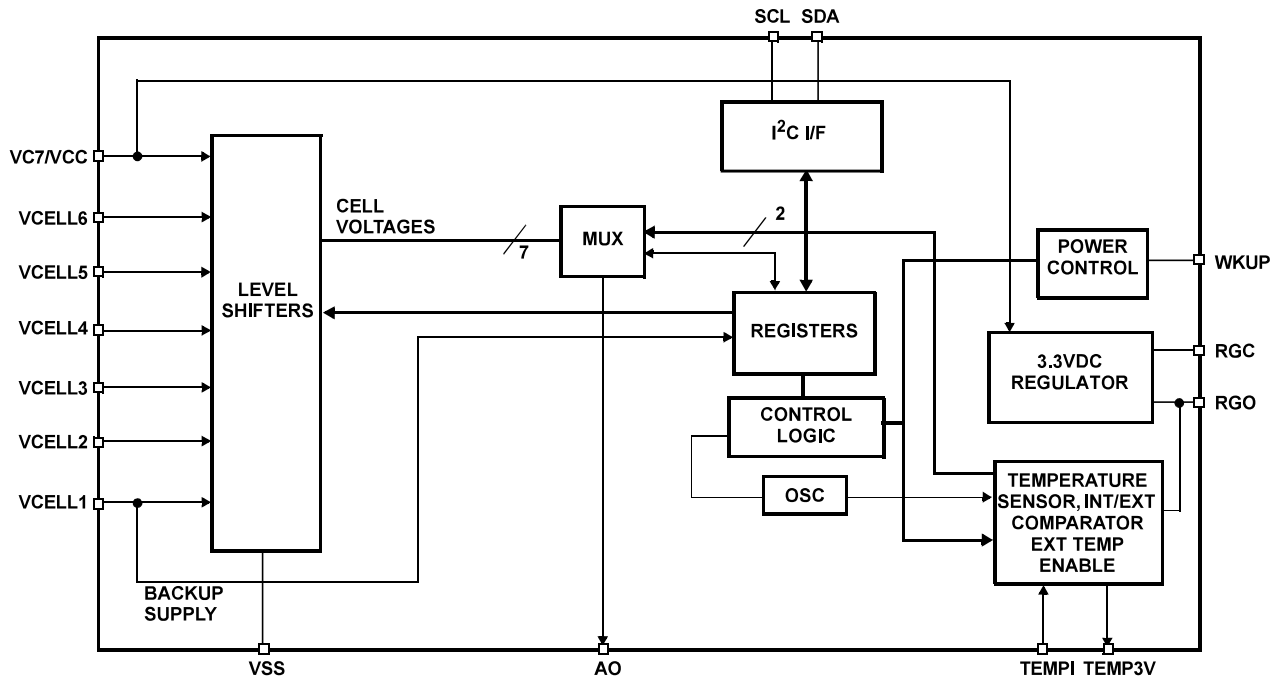 SCL SDA
I2C I/F
VC7/VCC
VCELL6
VCELL5
VCELL4
VCELL3
VCELL2
VCELL1
LEVEL
SHIFTERS
CELL
VOLTAGES
7
MUX
2
REGISTERS
CONTROL
LOGIC
OSC
POWER
CONTROL
WKUP
3.3VDC
REGULATOR
RGC
RGO
TEMPERATURE
SENSOR, INT/EXT
COMPARATOR
EXT TEMP
ENABLE
BACKUP
SUPPLY
VSS
AO
TEMPI TEMP3V